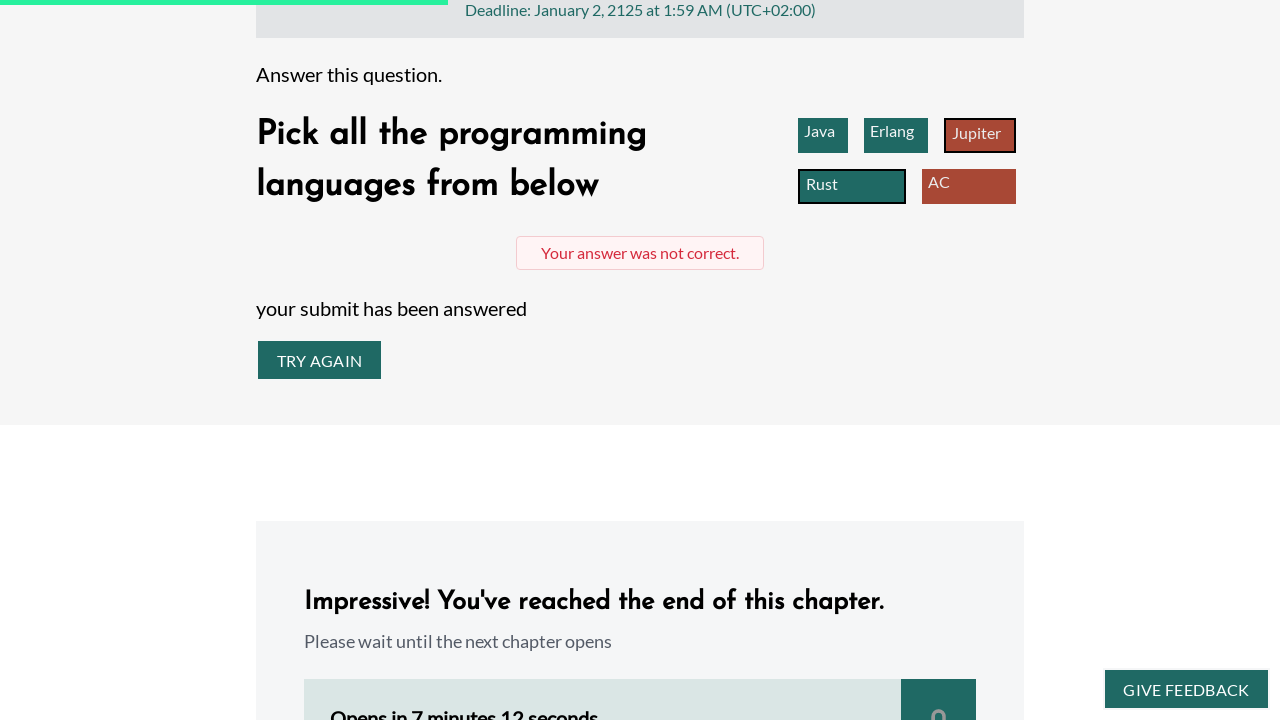 Deadline: January 2, 2125 at 1:59 AM (UTC+02:00)
Answer this question.
Pick all the programming
languages from below
Java
Erlang
Jupiter
Rust
AC
Your answer was not correct.
your submit has been answered
TRY AGAIN
Impressive! You've reached the end of this chapter.
Please wait until the next chapter opens
Opens in 7 minutes 12 seconds
GIVE FEEDBACK